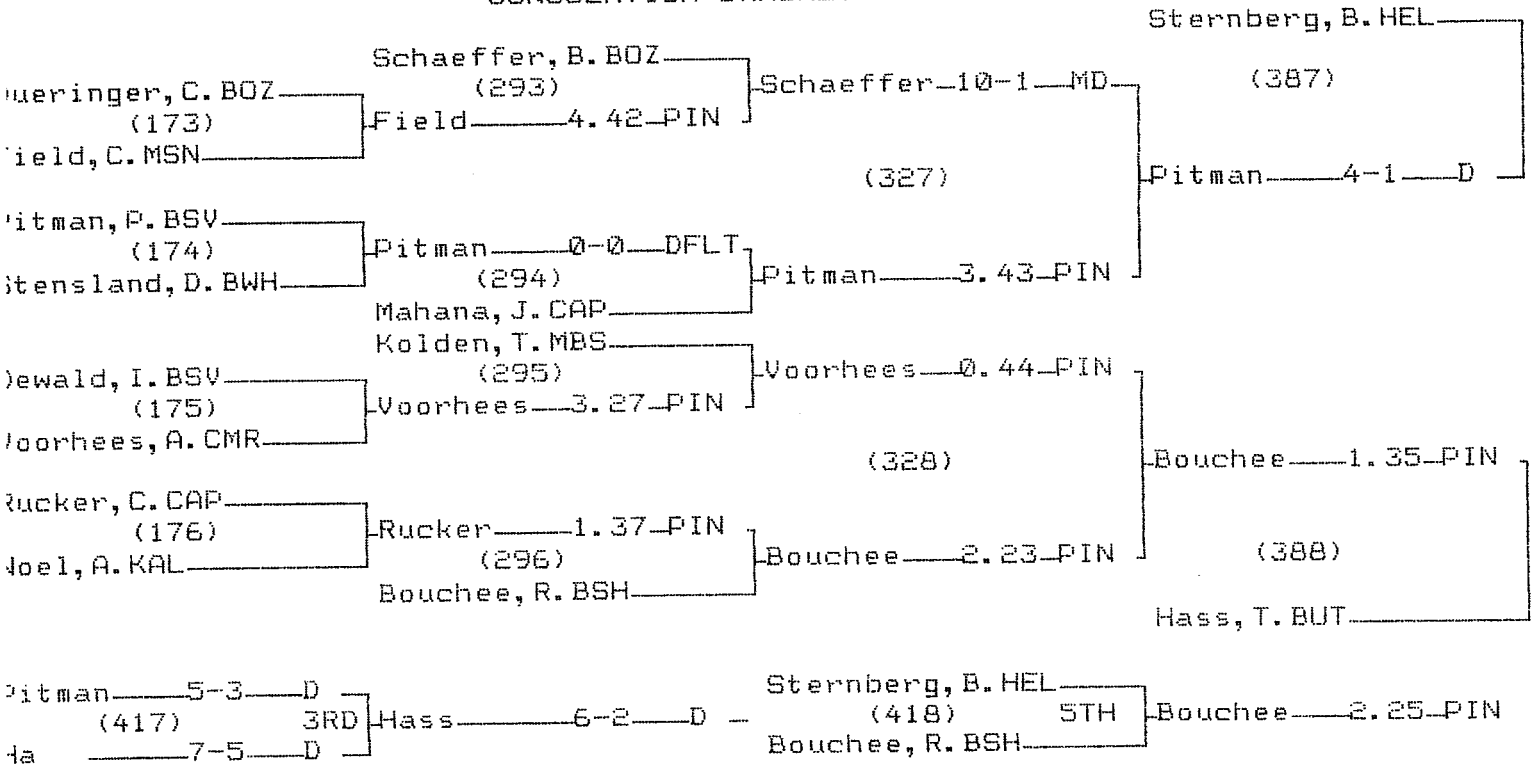 Sternberg, B. HEL
Schaeffer, B. BOZ
(293)
Schaeffer 10-1 MD
(387)
ueringer, C. BOZ
(173)
Field 4.42 PIN
ield, C. MSN
(327)
Pitman 4-1 D
itman, P. BSV
(174)
Pitman 0-0 DFLT
(294)
Pitman 3.43 PIN
tensland, D. BWH
Mahana, J. CAP
Kolden, T. MBS
(295)
Voorhees 0.44 PIN
ewald, I. BSV
(175)
Voorhees 3.27 PIN
oorhees, A. CMR
(328)
Bouchee 1.35 PIN
Rucker, C. CAP
(176)
Rucker 1.37 PIN
(296)
Bouchee 2.23 PIN
(388)
Noel, A. KAL
Bouchee, R. BSH
Hass, T. BUT
Pitman 5-3 D
(417) 3RD
Hass 6-2 D
Ha 7-5 D
Sternberg, B. HEL
(418) 5TH
Bouchee 2.25 PIN
Bouchee, R. BSH